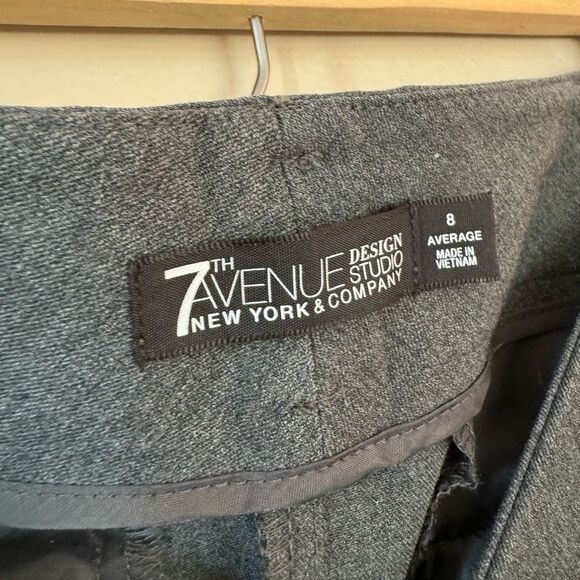 7TH AVENUE DESIGN STUDIO
NEW YORK & COMPANY
8
AVERAGE
MADE IN
VIETNAM